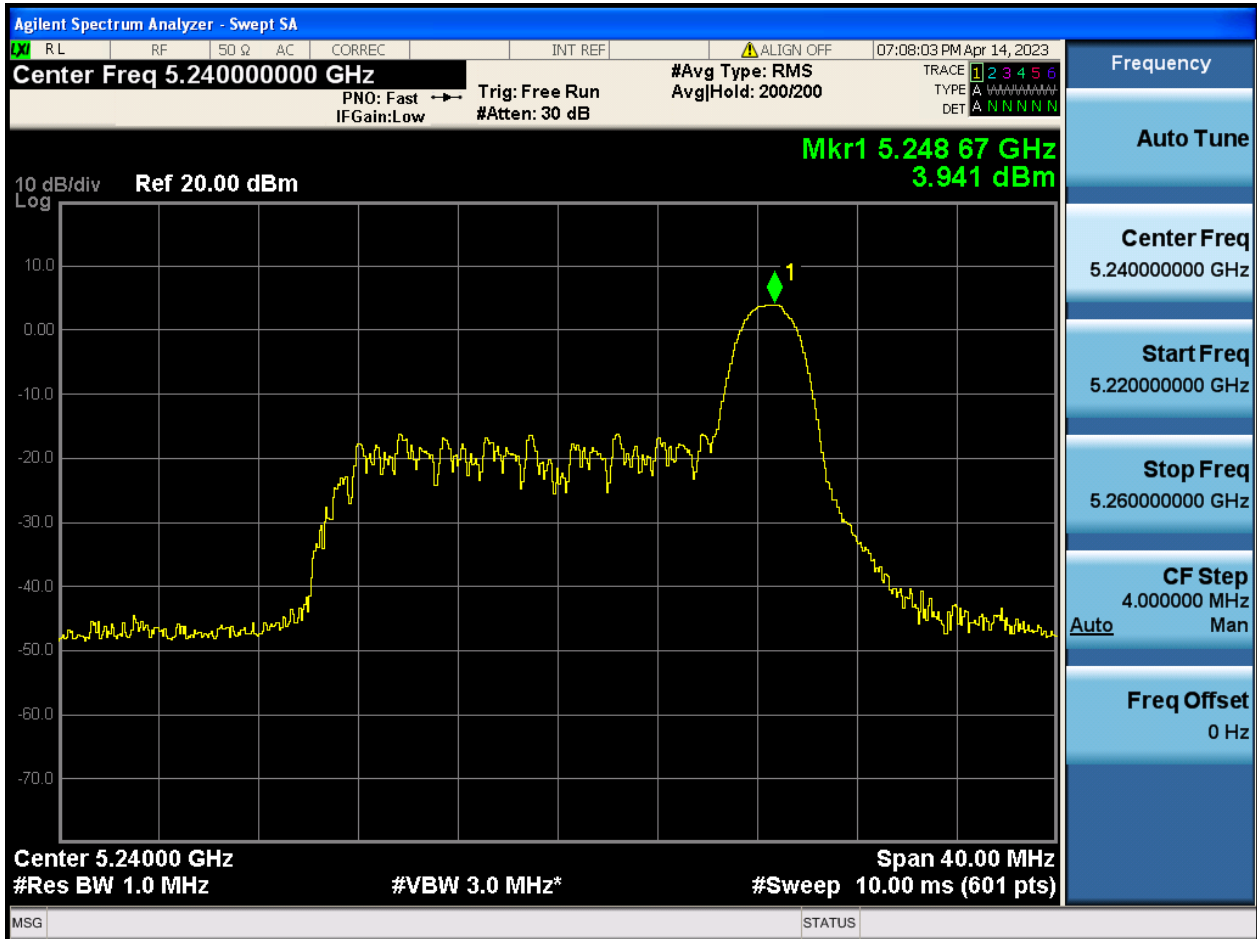 Agilent Spectrum Analyzer - Swept SA
LXI RL RF 50 Ω AC CORREC INT REF ALIGN OFF 07:08:03 PM Apr 14, 2023
Center Freq 5.240000000 GHz
PNO: Fast
IFGain:Low
Trig: Free Run
#Atten: 30 dB
#Avg Type: RMS
Avg|Hold: 200/200
TRACE 1 2 3 4 5 6
TYPE A WWWWW
DET A N N N N N
Mkr1 5.248 67 GHz
3.941 dBm
10 dB/div Ref 20.00 dBm
Log
10.0
1
0.00
-10.0
-20.0
-30.0
-40.0
-50.0
-60.0
-70.0
Center 5.24000 GHz Span 40.00 MHz
#Res BW 1.0 MHz #VBW 3.0 MHz* #Sweep 10.00 ms (601 pts)
MSG STATUS
Frequency
Auto Tune
Center Freq
5.240000000 GHz
Start Freq
5.220000000 GHz
Stop Freq
5.260000000 GHz
CF Step
4.000000 MHz
Auto Man
Freq Offset
0 Hz